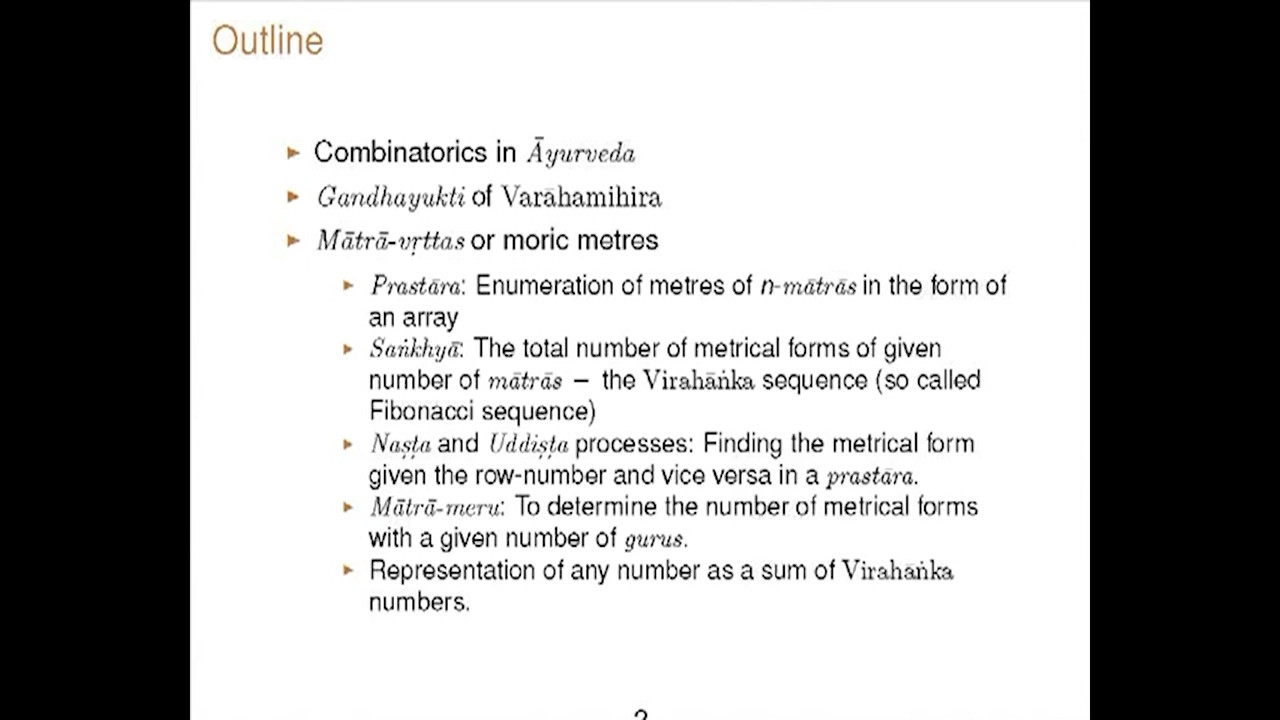 Outline
Combinatorics in Āyurveda
Gandhayukti of Varāhamihira
Mātrā-vṛttas or moric metres
Prastāra: Enumeration of metres of n-mātrās in the form of
an array
Saṅkhyā: The total number of metrical forms of given
number of mātrās – the Virahāṅka sequence (so called
Fibonacci sequence)
Naṣṭa and Uddiṣṭa processes: Finding the metrical form
given the row-number and vice versa in a prastāra.
Mātrā-meru: To determine the number of metrical forms
with a given number of gurus.
Representation of any number as a sum of Virahāṅka
numbers.
2